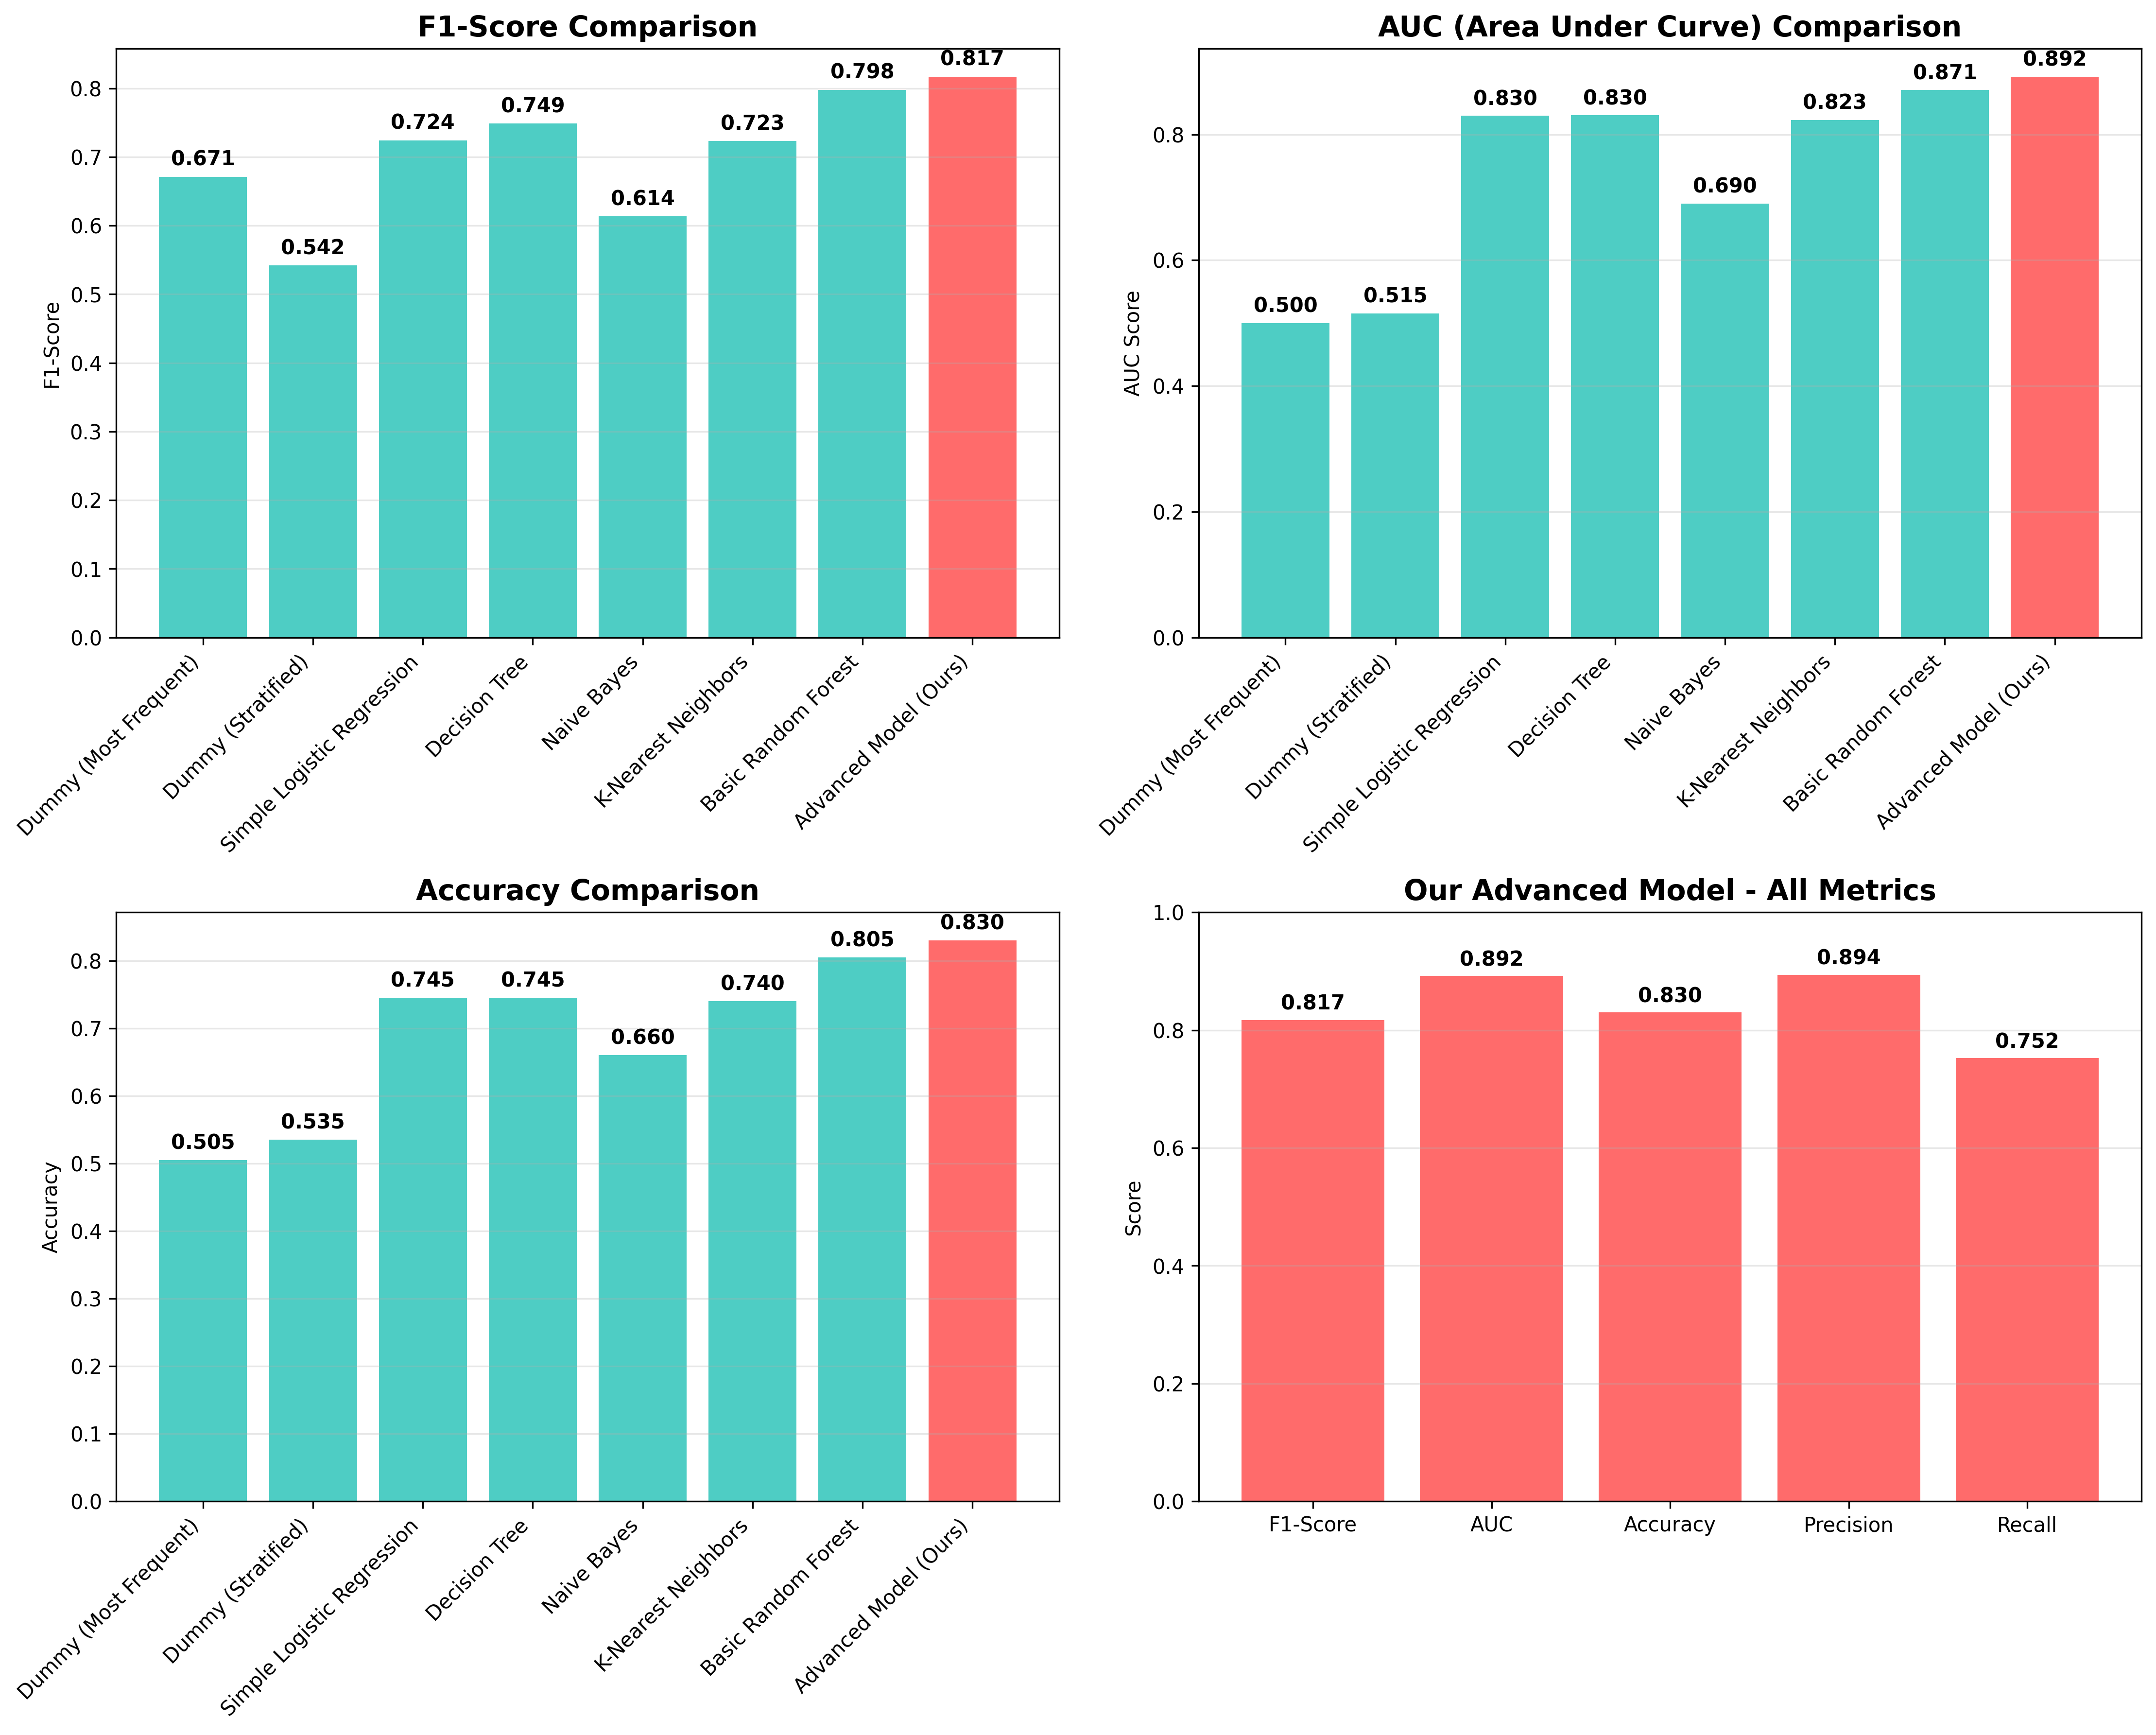 F1-Score Comparison
F1-Score
0.0
0.1
0.2
0.3
0.4
0.5
0.6
0.7
0.8
0.671
0.542
0.724
0.749
0.614
0.723
0.798
0.817
Dummy (Most Frequent)
Dummy (Stratified)
Simple Logistic Regression
Decision Tree
Naive Bayes
K-Nearest Neighbors
Basic Random Forest
Advanced Model (Ours)
AUC (Area Under Curve) Comparison
AUC Score
0.0
0.2
0.4
0.6
0.8
0.500
0.515
0.830
0.830
0.690
0.823
0.871
0.892
Dummy (Most Frequent)
Dummy (Stratified)
Simple Logistic Regression
Decision Tree
Naive Bayes
K-Nearest Neighbors
Basic Random Forest
Advanced Model (Ours)
Accuracy Comparison
Accuracy
0.0
0.1
0.2
0.3
0.4
0.5
0.6
0.7
0.8
0.505
0.535
0.745
0.745
0.660
0.740
0.805
0.830
Dummy (Most Frequent)
Dummy (Stratified)
Simple Logistic Regression
Decision Tree
Naive Bayes
K-Nearest Neighbors
Basic Random Forest
Advanced Model (Ours)
Our Advanced Model - All Metrics
Score
0.0
0.2
0.4
0.6
0.8
1.0
0.817
0.892
0.830
0.894
0.752
F1-Score
AUC
Accuracy
Precision
Recall